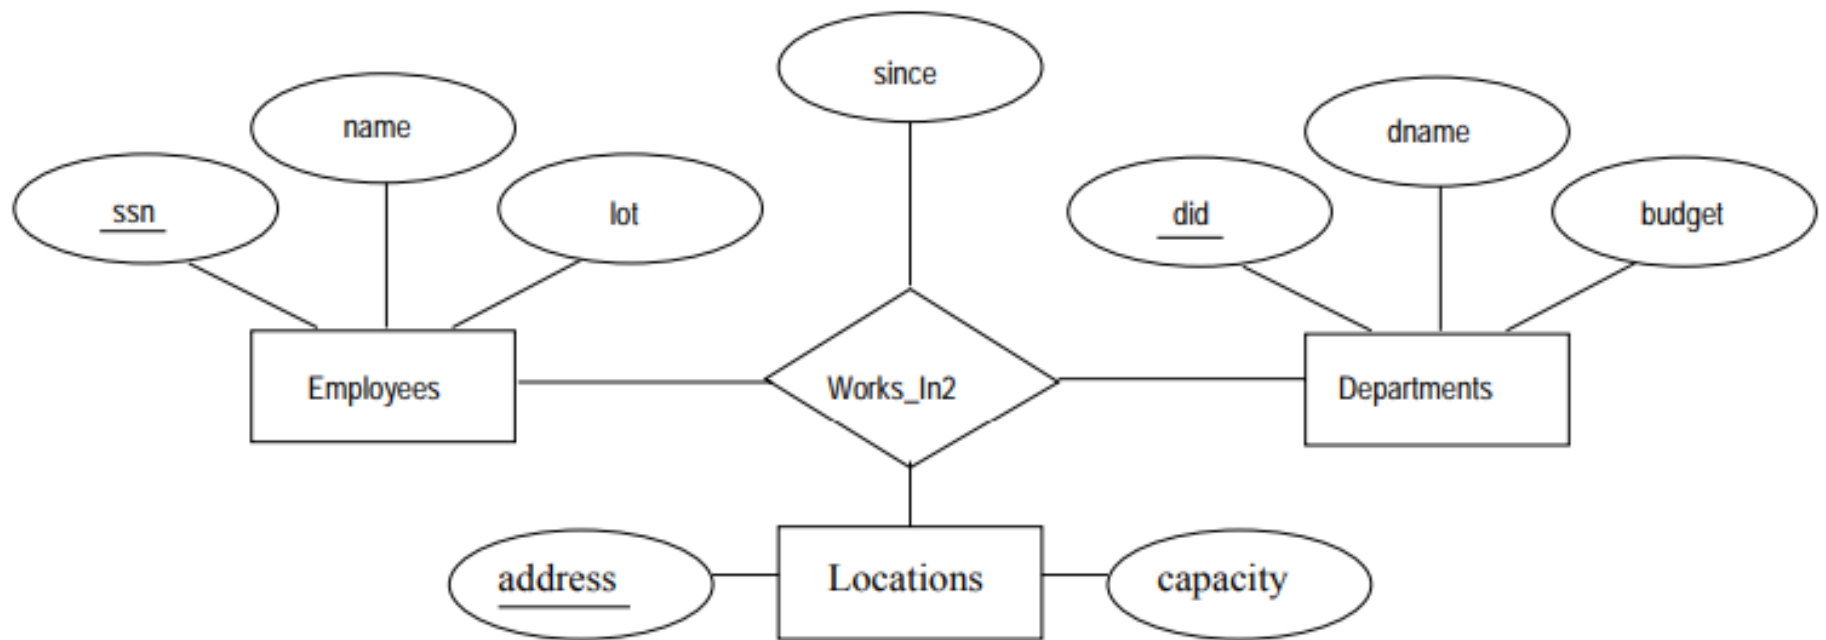 since
name
dname
ssn
lot
did
budget
Employees
Works_In2
Departments
address
Locations
capacity